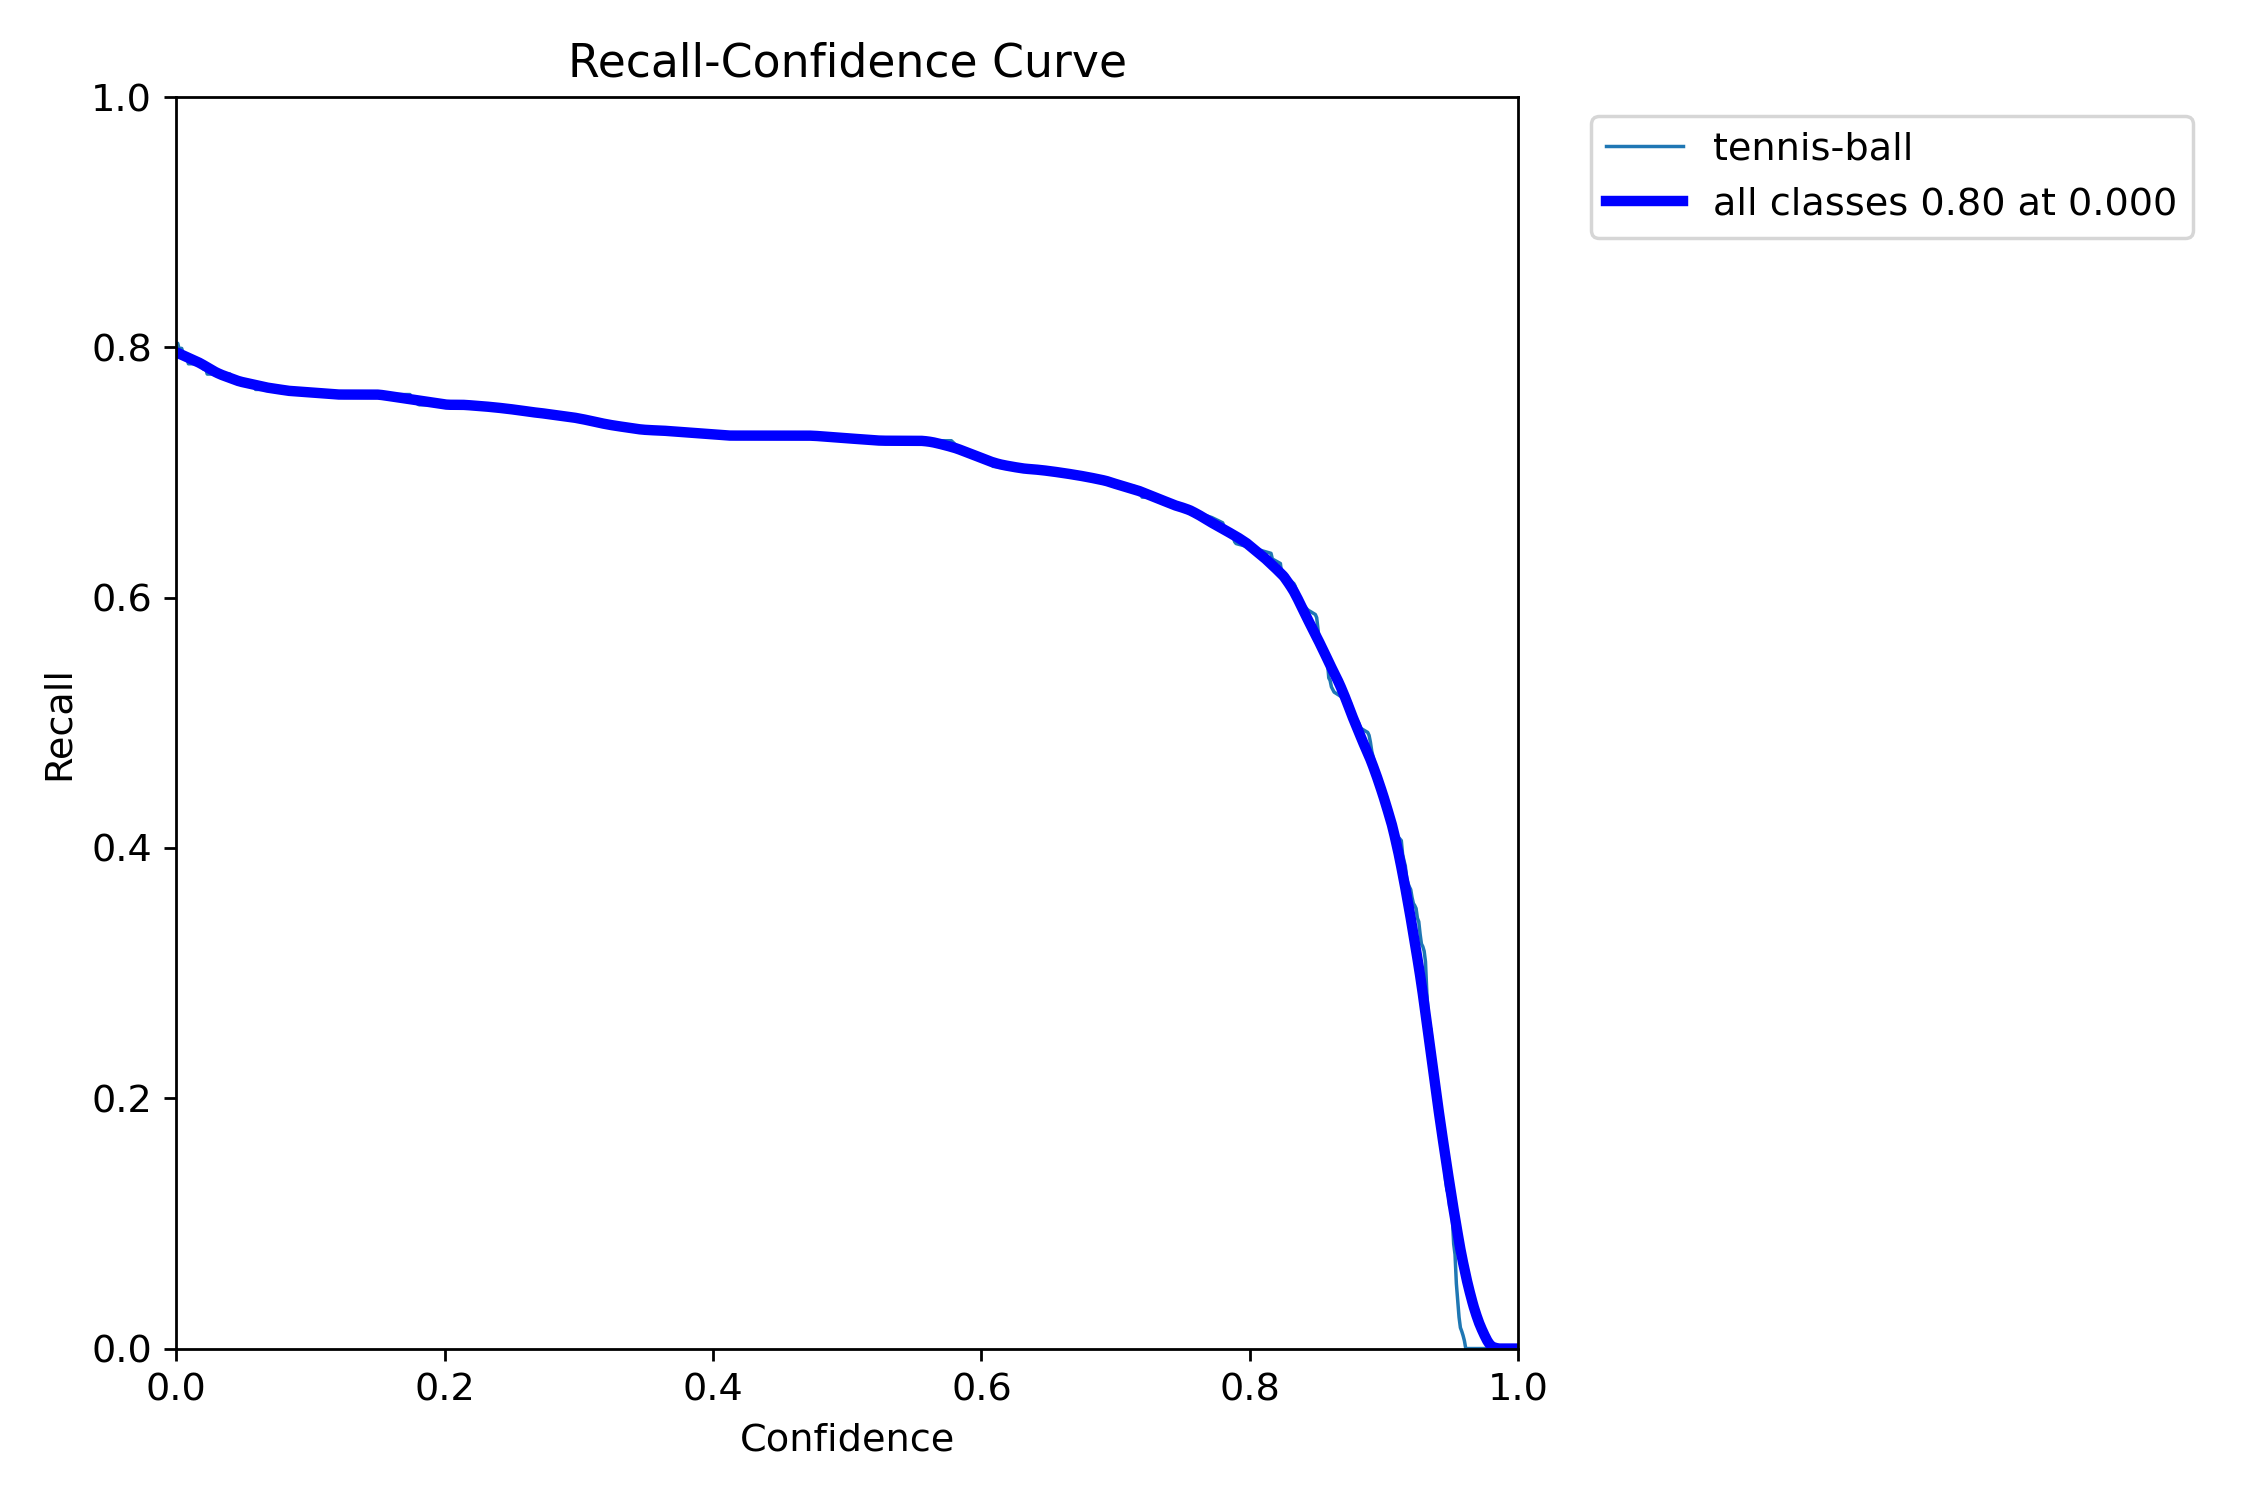 Recall-Confidence Curve
1.0
0.8
0.6
0.4
0.2
0.0
Recall
0.0 0.2 0.4 0.6 0.8 1.0
Confidence
tennis-ball
all classes 0.80 at 0.000